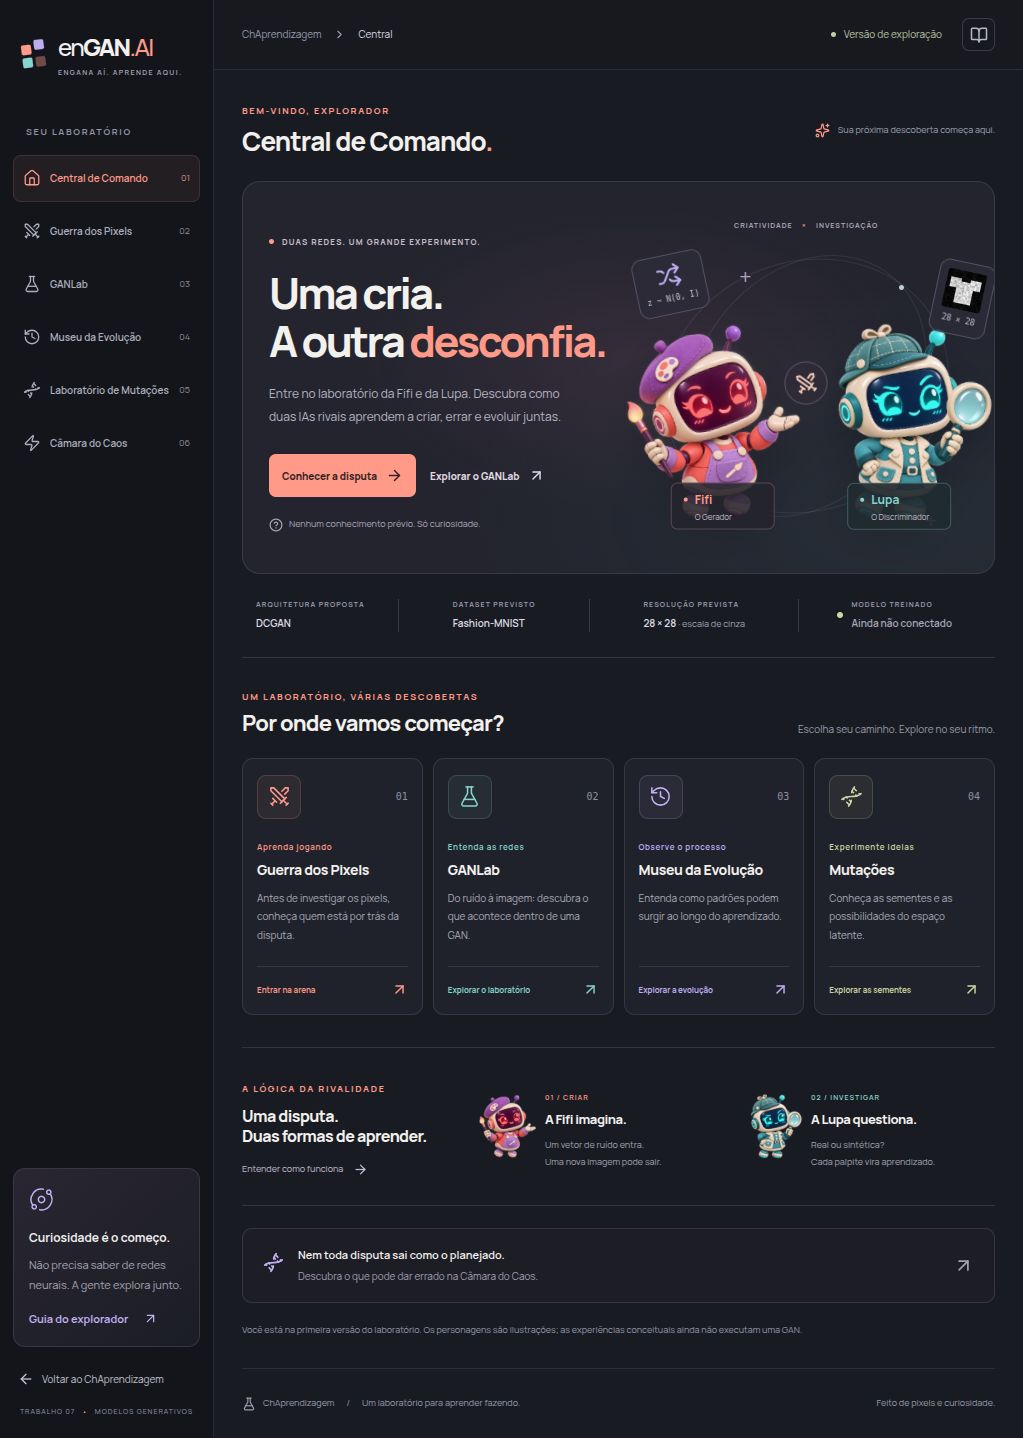 enGAN.AI
ENGANA AÍ. APRENDE AQUI.
SEU LABORATÓRIO
Central de Comando 01
Guerra dos Pixels 02
GANLab 03
Museu da Evolução 04
Laboratório de Mutações 05
Câmara do Caos 06
Curiosidade é o começo.
Não precisa saber de redes
neurais. A gente explora junto.
Guia do explorador
Voltar ao ChAprendizagem
TRABALHO 07 • MODELOS GENERATIVOS
ChAprendizagem > Central
Versão de exploração
BEM-VINDO, EXPLORADOR
Central de Comando.
Sua próxima descoberta começa aqui.
DUAS REDES. UM GRANDE EXPERIMENTO.
Uma cria.
A outra desconfia.
Entre no laboratório da Fifi e da Lupa. Descubra como
duas IAs rivais aprendem a criar, errar e evoluir juntas.
Conhecer a disputa
Explorar o GANLab
Nenhum conhecimento prévio. Só curiosidade.
CRIATIVIDADE • INVESTIGAÇÃO
z ~ N(0, I)
28 × 28
Fifi
O Gerador
Lupa
O Discriminador
ARQUITETURA PROPOSTA
DCGAN
DATASET PREVISTO
Fashion-MNIST
RESOLUÇÃO PREVISTA
28 × 28 · escala de cinza
MODELO TREINADO
Ainda não conectado
UM LABORATÓRIO, VÁRIAS DESCOBERTAS
Por onde vamos começar?
Escolha seu caminho. Explore no seu ritmo.
01
Aprenda jogando
Guerra dos Pixels
Antes de investigar os pixels,
conheça quem está por trás da
disputa.
Entrar na arena
02
Entenda as redes
GANLab
Do ruído à imagem: descubra o
que acontece dentro de uma
GAN.
Explorar o laboratório
03
Observe o processo
Museu da Evolução
Entenda como padrões podem
surgir ao longo do aprendizado.
Explorar a evolução
04
Experimente ideias
Mutações
Conheça as sementes e as
possibilidades do espaço
latente.
Explorar as sementes
A LÓGICA DA RIVALIDADE
Uma disputa.
Duas formas de aprender.
Entender como funciona
01 / CRIAR
A Fifi imagina.
Um vetor de ruído entra.
Uma nova imagem pode sair.
02 / INVESTIGAR
A Lupa questiona.
Real ou sintética?
Cada palpite vira aprendizado.
Nem toda disputa sai como o planejado.
Descubra o que pode dar errado na Câmara do Caos.
Você está na primeira versão do laboratório. Os personagens são ilustrações; as experiências conceituais ainda não executam uma GAN.
ChAprendizagem / Um laboratório para aprender fazendo.
Feito de pixels e curiosidade.